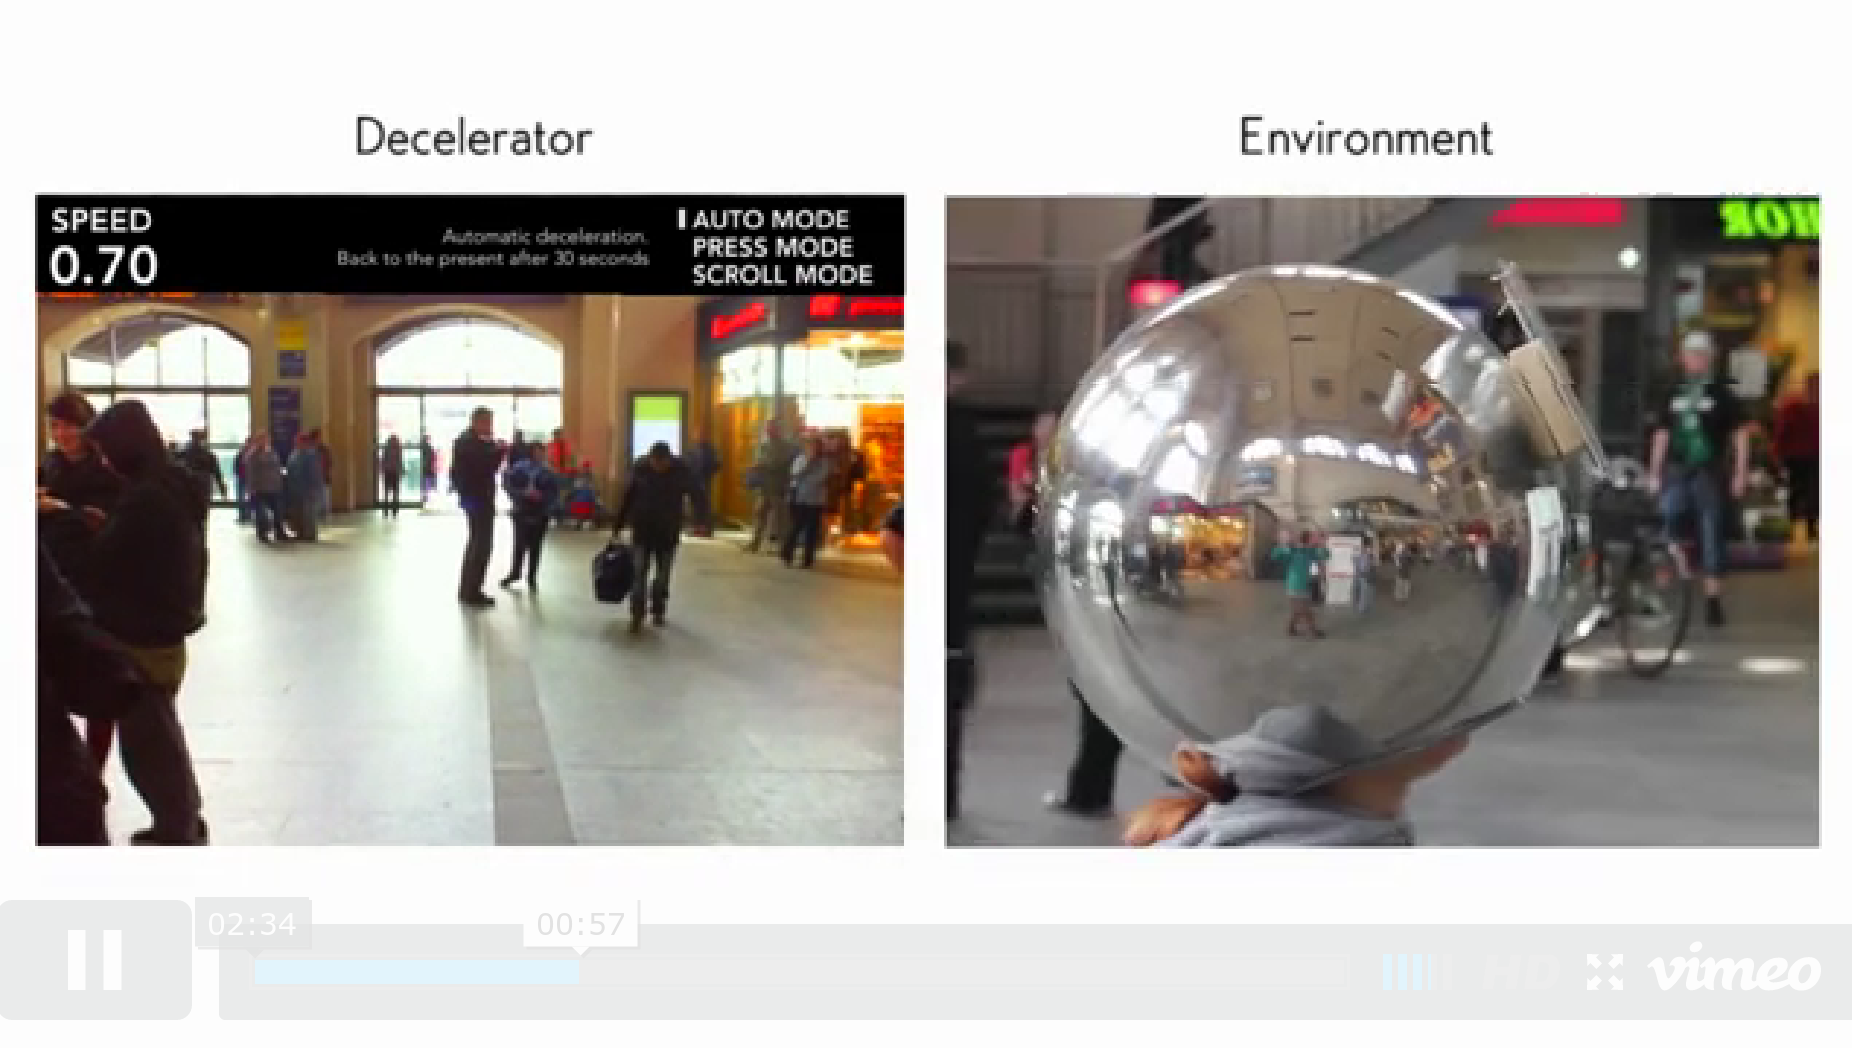 Decelerator
Environment
SPEED
0.70
Automatic deceleration.
Back to the present after 30 seconds
AUTO MODE
PRESS MODE
SCROLL MODE
02:34
00:57
HD
vimeo